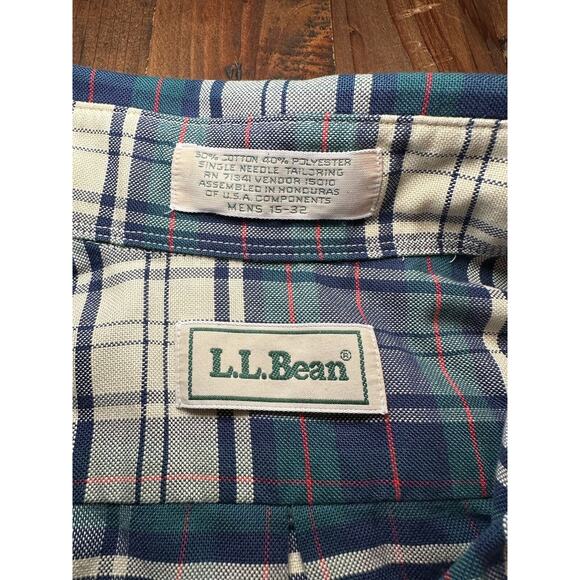 60% COTTON 40% POLYESTER
SINGLE NEEDLE TAILORING
RN 71341 VENDOR 15010
ASSEMBLED IN HONDURAS
OF U.S.A. COMPONENTS
MENS 15-32
L.L.Bean®